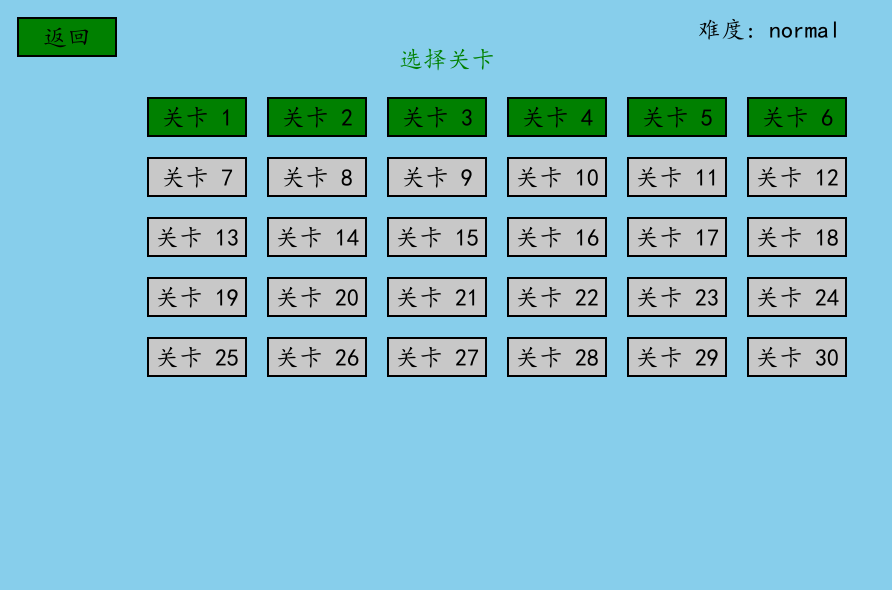 返回
难度: normal
选择关卡
关卡 1 关卡 2 关卡 3 关卡 4 关卡 5 关卡 6
关卡 7 关卡 8 关卡 9 关卡 10 关卡 11 关卡 12
关卡 13 关卡 14 关卡 15 关卡 16 关卡 17 关卡 18
关卡 19 关卡 20 关卡 21 关卡 22 关卡 23 关卡 24
关卡 25 关卡 26 关卡 27 关卡 28 关卡 29 关卡 30